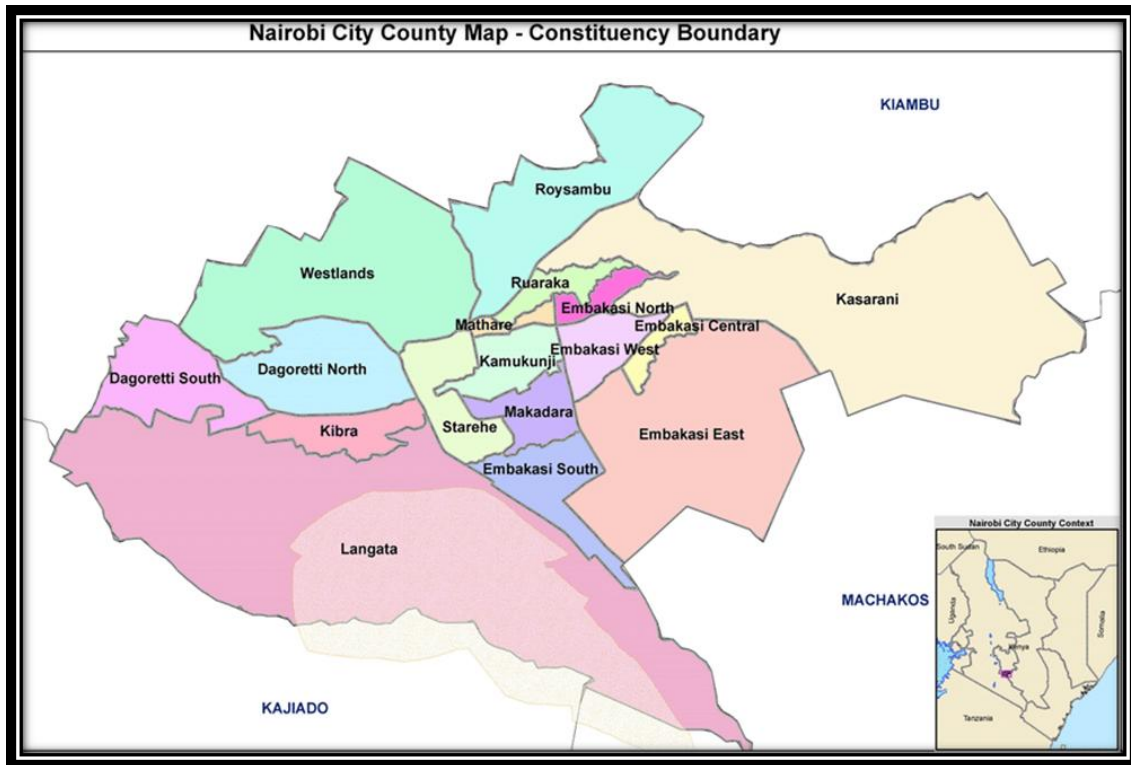 Nairobi City County Map - Constituency Boundary
KIAMBU
Roysambu
Westlands
Ruaraka
Kasarani
Embakasi North
Mathare
Embakasi Central
Kamukunji
Embakasi West
Dagoretti North
Dagoretti South
Makadara
Starehe
Kibra
Embakasi East
Embakasi South
Langata
MACHAKOS
KAJIADO
Nairobi City County Context
South Sudan
Ethiopia
Uganda
Somalia
Kenya
Tanzania